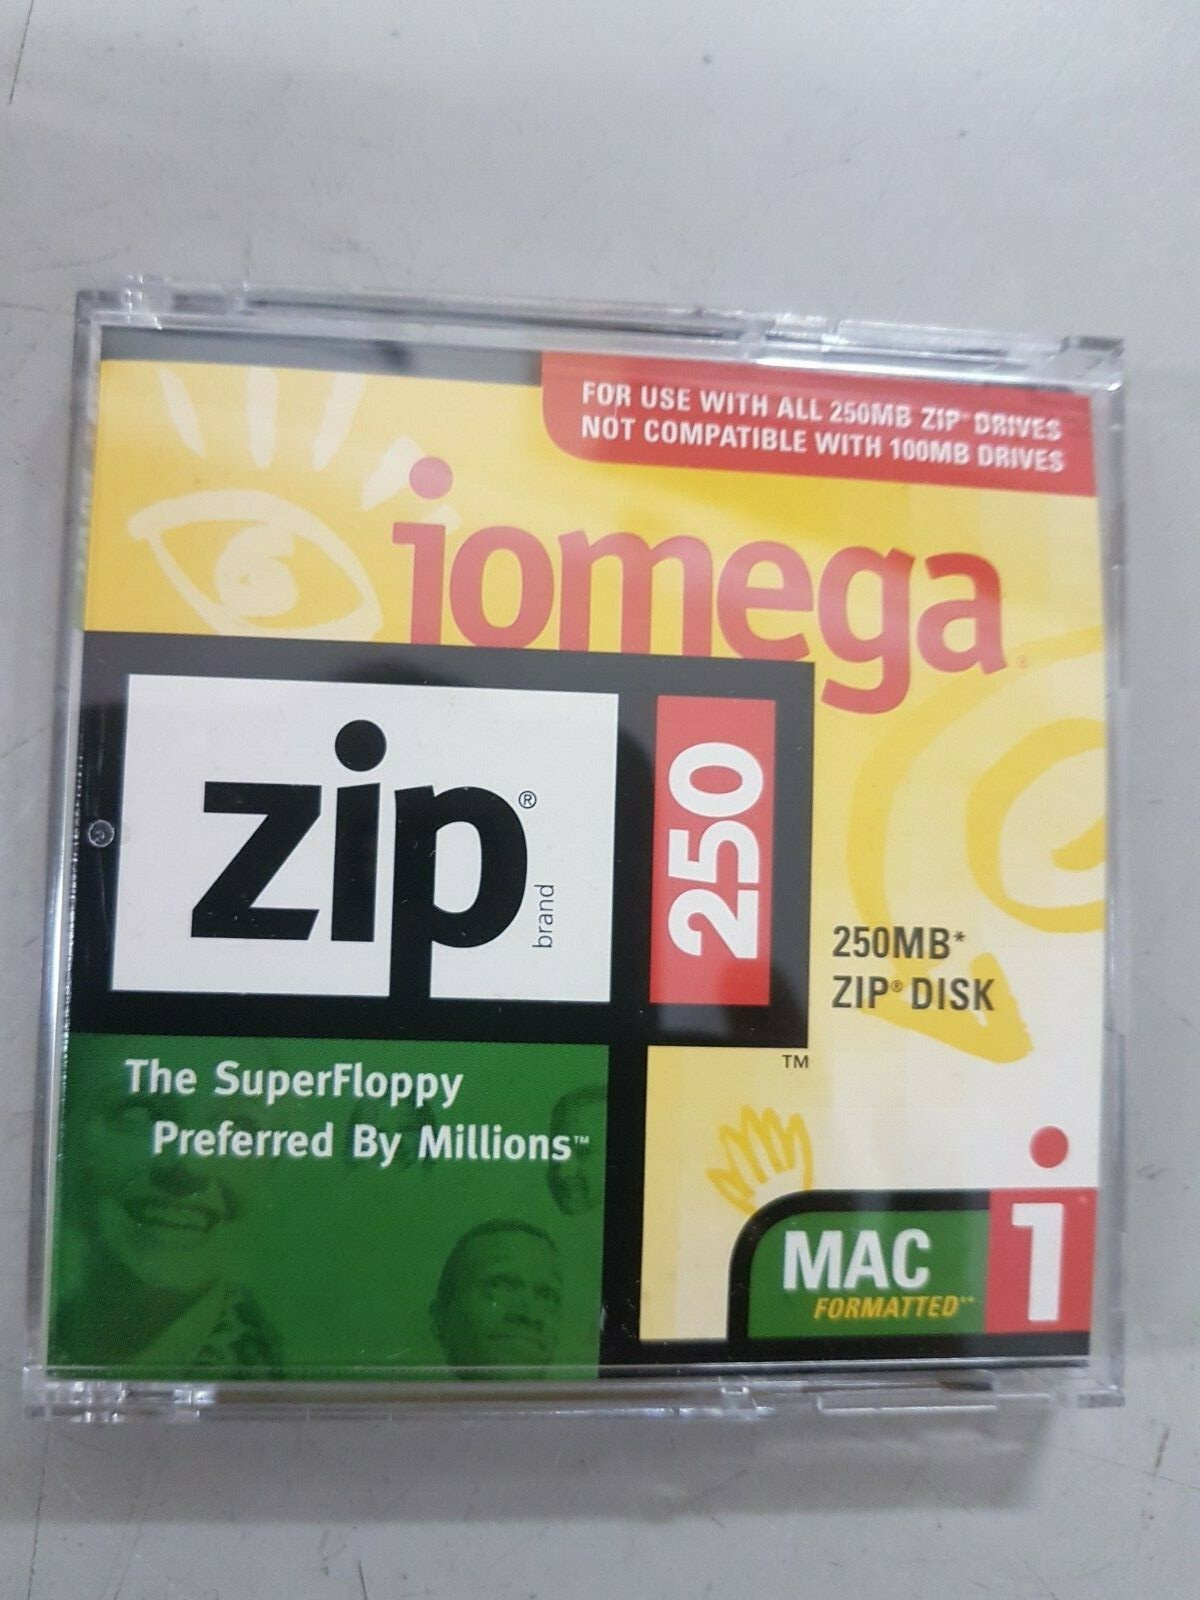 FOR USE WITH ALL 250MB ZIP™ DRIVES
NOT COMPATIBLE WITH 100MB DRIVES
iomega®
zip®
brand
250
250MB*
ZIP® DISK
™
The SuperFloppy
Preferred By Millions™
MAC
FORMATTED**
i